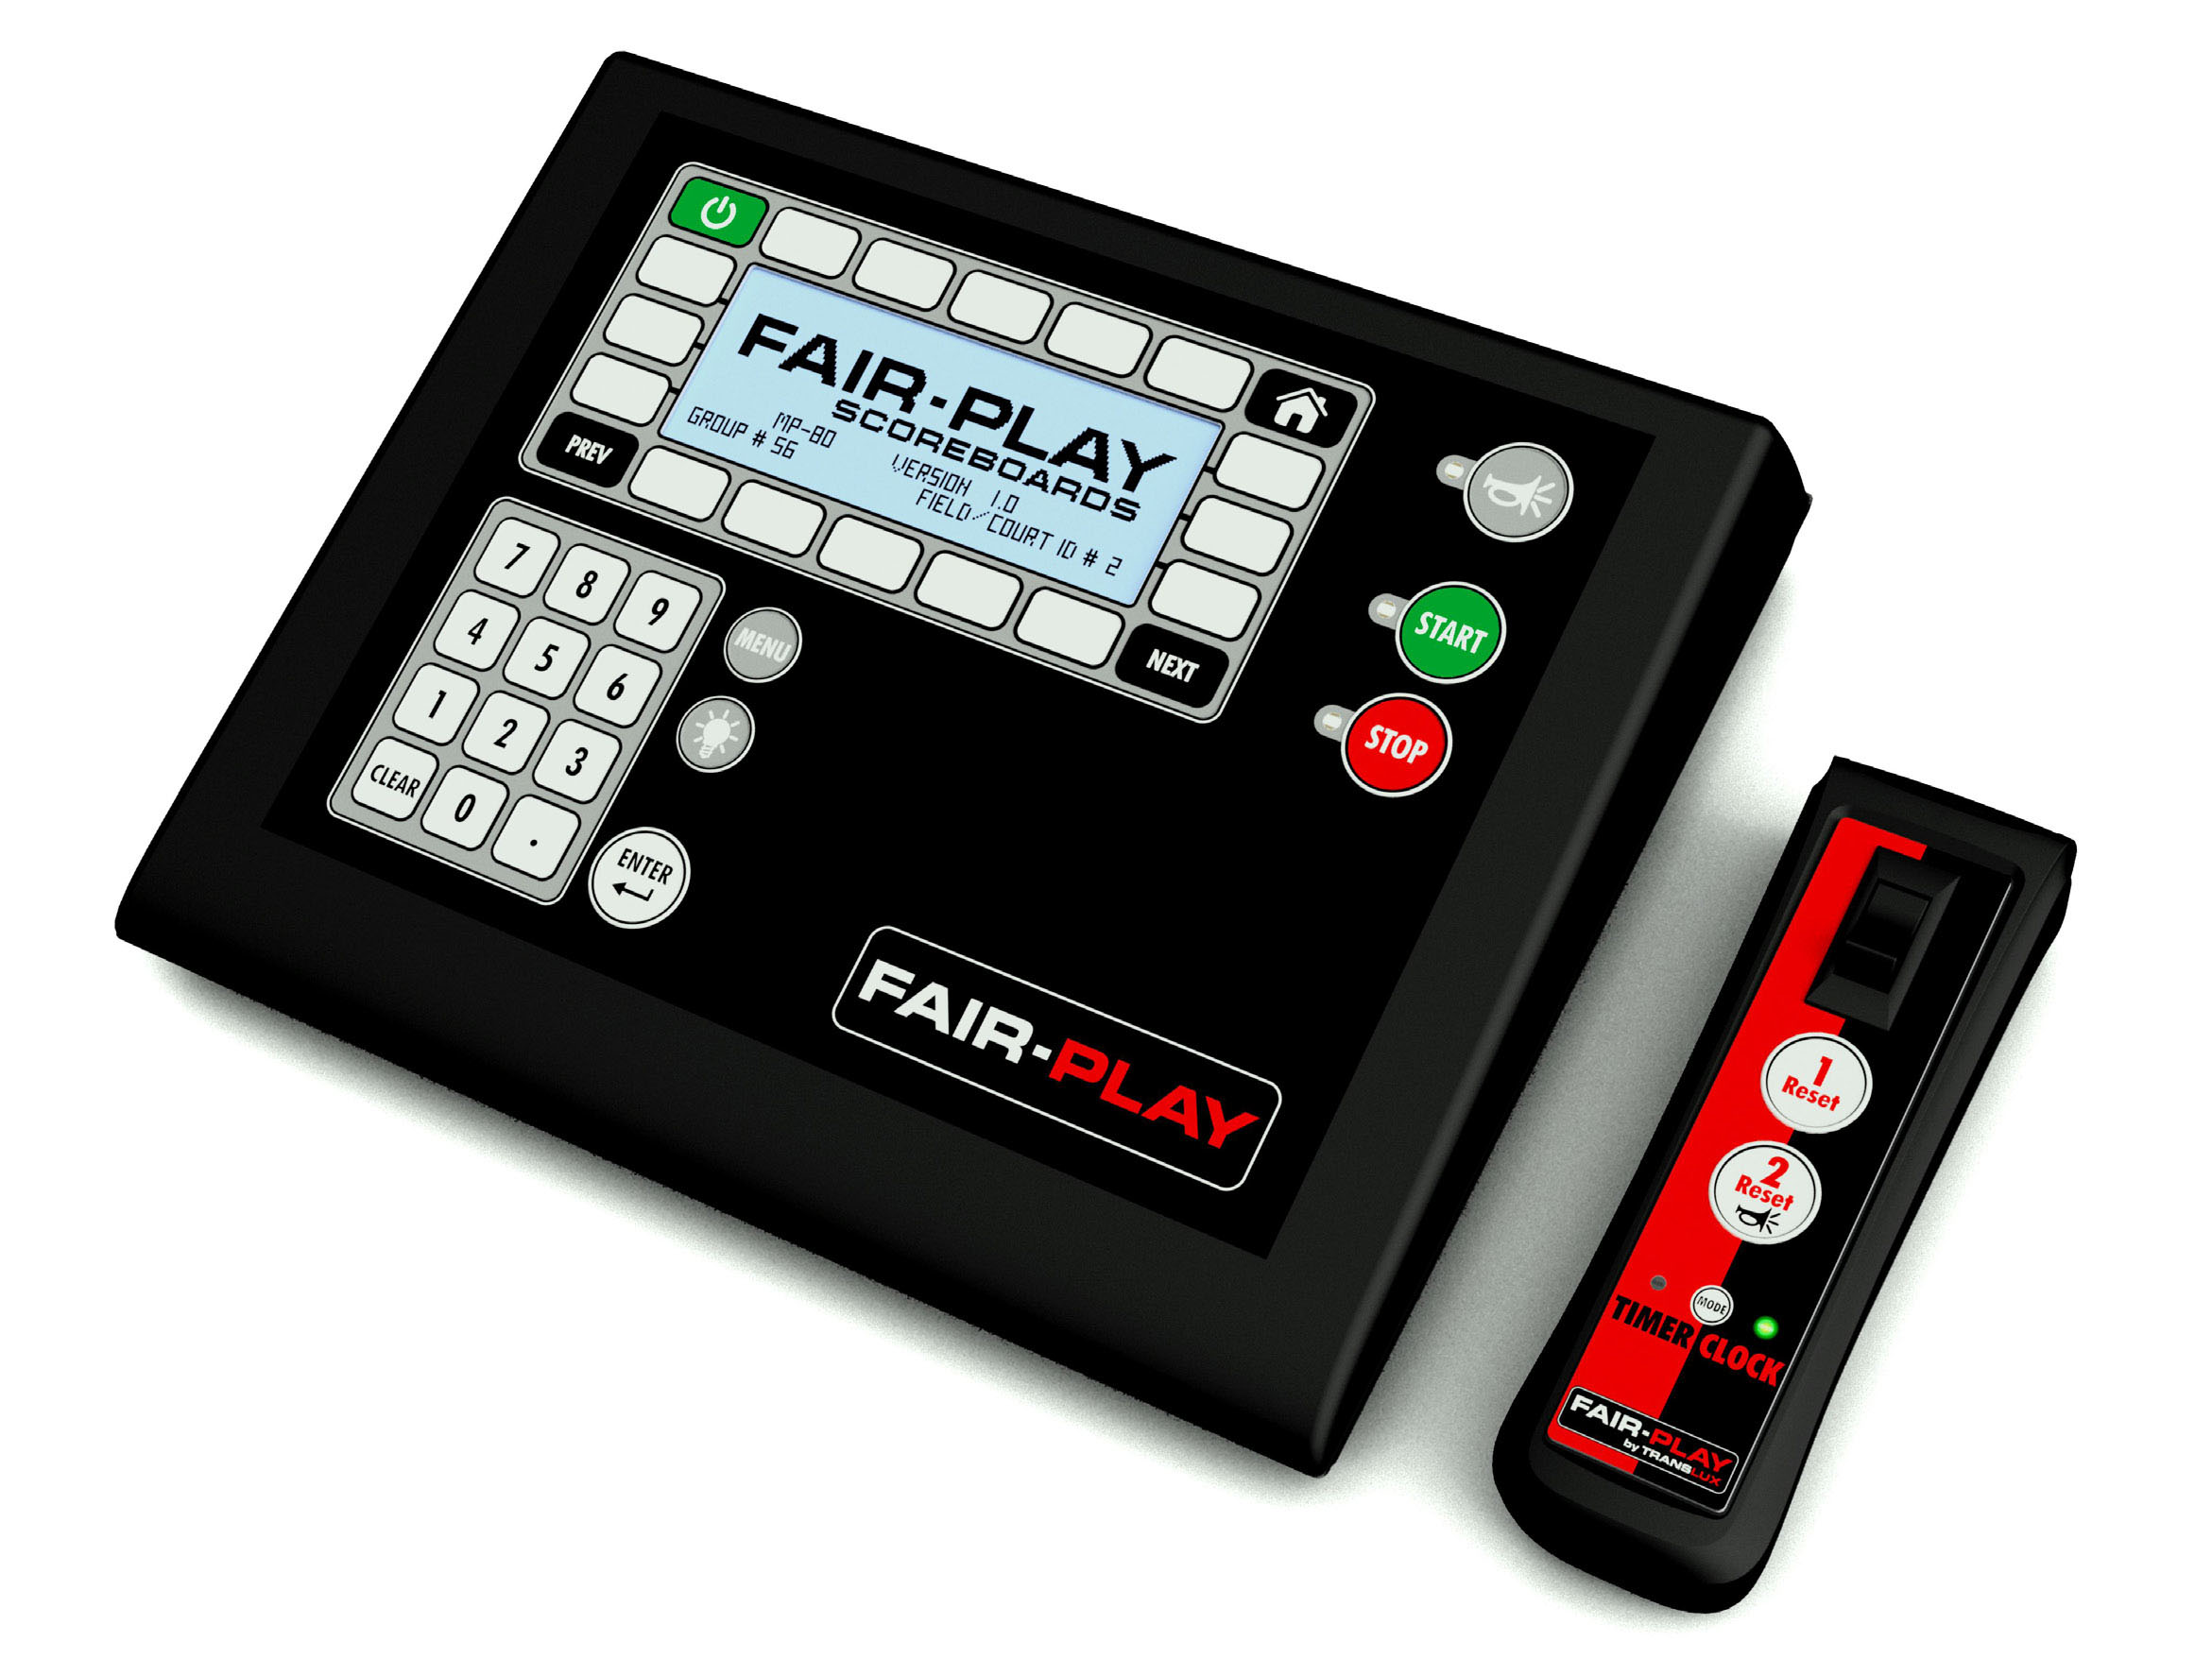 FAIR-PLAY
SCOREBOARDS
MP-80
GROUP # 56
VERSION 1.0
FIELD/COURT ID # 2
PREV
NEXT
7 8 9
4 5 6
1 2 3
CLEAR 0 .
MENU
ENTER
START
STOP
FAIR-PLAY
1
Reset
2
Reset
MODE
TIMER CLOCK
FAIR-PLAY
by TRANSLUX